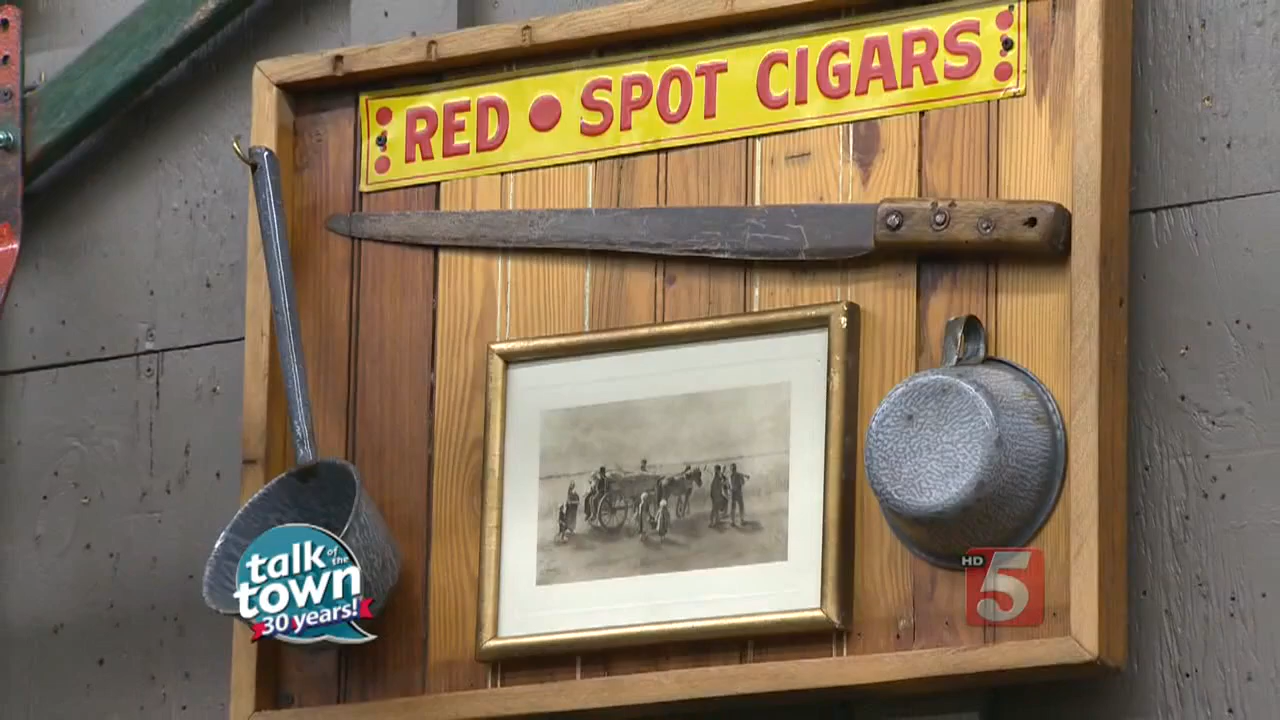 RED • SPOT CIGARS
talk of the
town
30 years!
HD 5